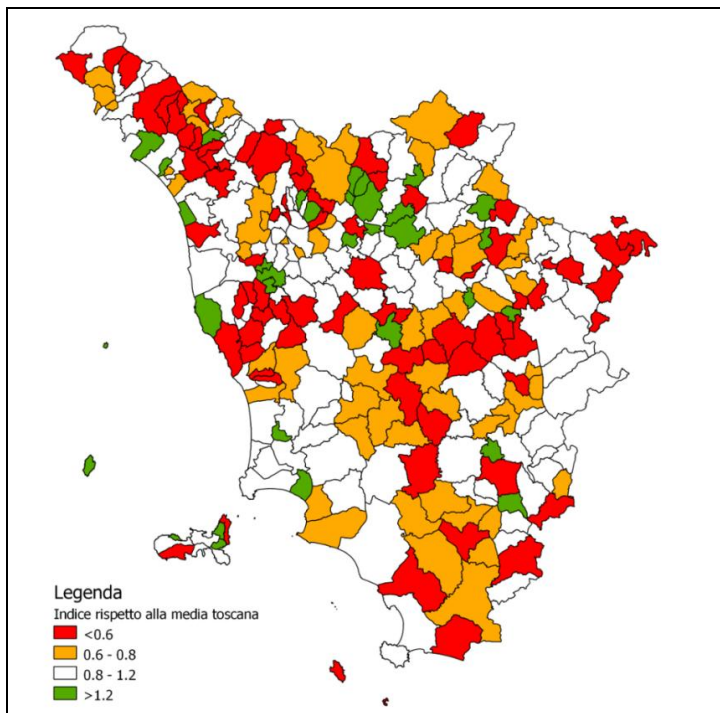 Legenda
Indice rispetto alla media toscana
<0.6
0.6 - 0.8
0.8 - 1.2
>1.2